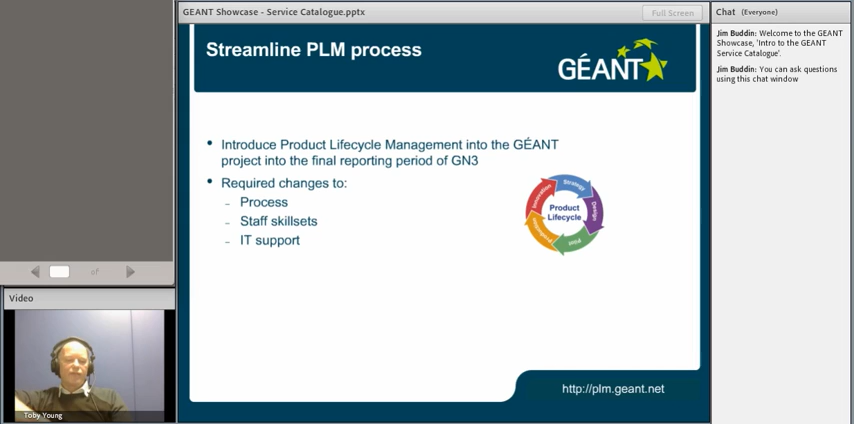 GEANT Showcase - Service Catalogue.pptx
Full Screen
Streamline PLM process
GÉANT
• Introduce Product Lifecycle Management into the GÉANT
project into the final reporting period of GN3
• Required changes to:
- Process
- Staff skillsets
- IT support
Strategy
Design
Pilot
Production
Innovation
Product
Lifecycle
http://plm.geant.net
of
Video
Toby Young
Chat (Everyone)
Jim Buddin: Welcome to the GEANT
Showcase, 'Intro to the GEANT
Service Catalogue'.
Jim Buddin: You can ask questions
using this chat window